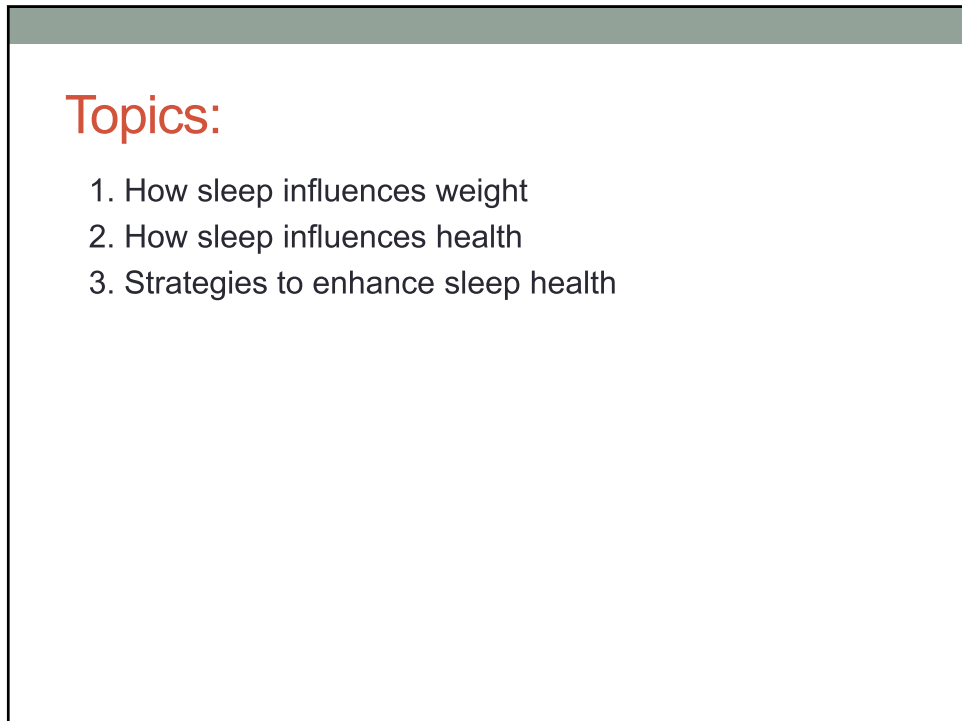 Topics:
1. How sleep influences weight
2. How sleep influences health
3. Strategies to enhance sleep health